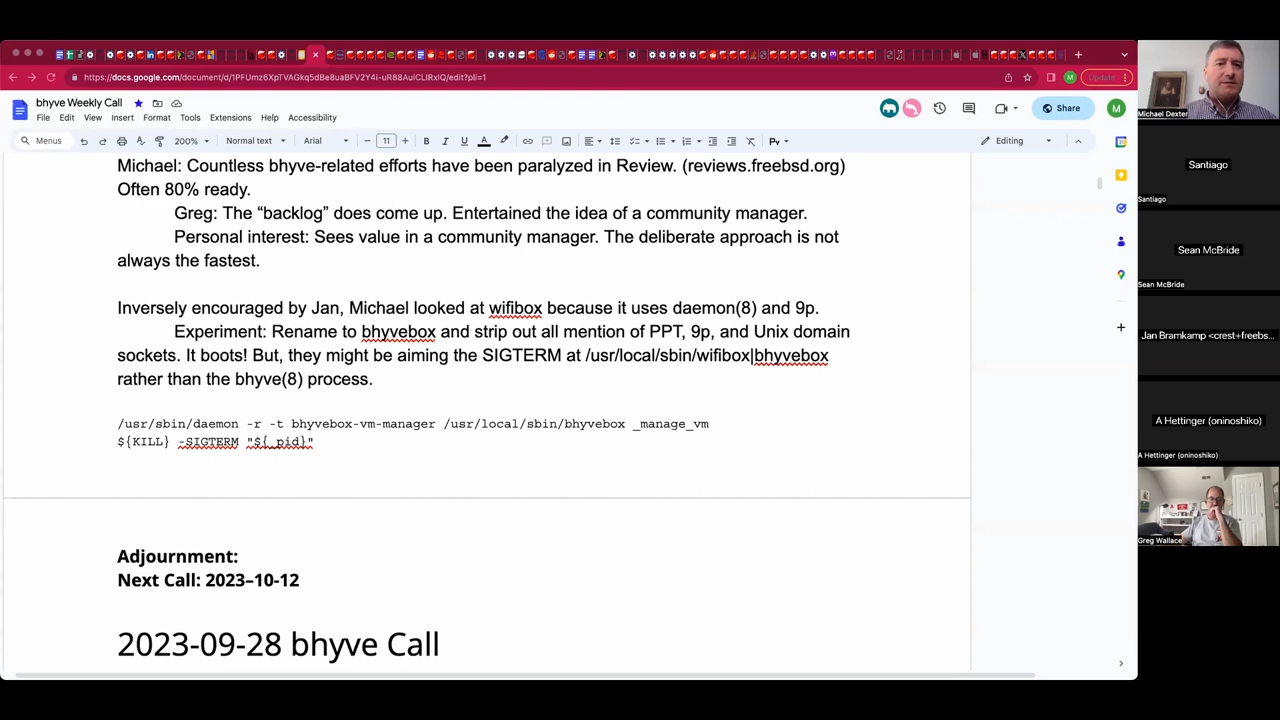 https://docs.google.com/document/d/1PFUmz6XpTVAGkq5dBe8uaBFV2Y4i-uR88AuiCLlRxlQ/edit?pli=1
Update
bhyve Weekly Call
File Edit View Insert Format Tools Extensions Help Accessibility
Share
M
Menus
200%
Normal text
Arial
11
Editing
Michael: Countless bhyve-related efforts have been paralyzed in Review. (reviews.freebsd.org)
Often 80% ready.
Greg: The “backlog” does come up. Entertained the idea of a community manager.
Personal interest: Sees value in a community manager. The deliberate approach is not
always the fastest.
Inversely encouraged by Jan, Michael looked at wifibox because it uses daemon(8) and 9p.
Experiment: Rename to bhyvebox and strip out all mention of PPT, 9p, and Unix domain
sockets. It boots! But, they might be aiming the SIGTERM at /usr/local/sbin/wifibox|bhyvebox
rather than the bhyve(8) process.
/usr/sbin/daemon -r -t bhyvebox-vm-manager /usr/local/sbin/bhyvebox _manage_vm
${KILL} -SIGTERM "${_pid}"
Adjournment:
Next Call: 2023–10-12
2023-09-28 bhyve Call
Michael Dexter
Santiago
Santiago
Sean McBride
Sean McBride
Jan Bramkamp <crest+freebs...
A Hettinger (oninoshiko)
A Hettinger (oninoshiko)
Greg Wallace